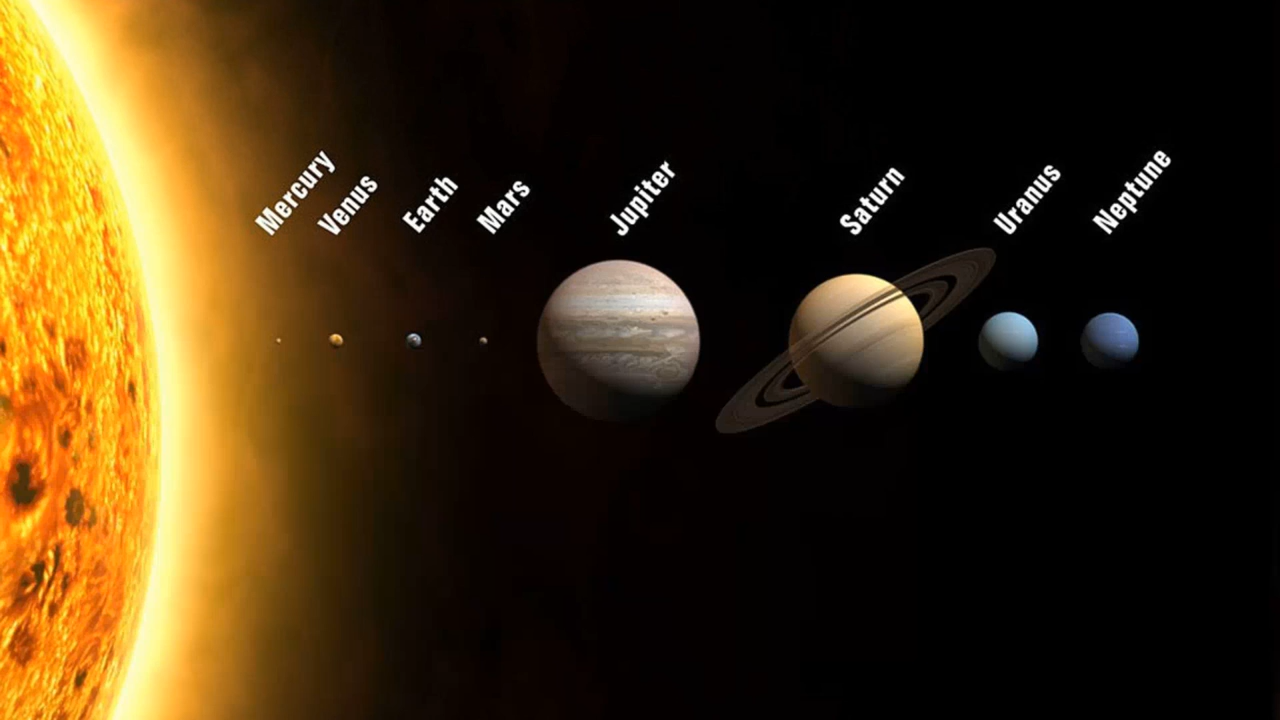 Mercury
Venus
Earth
Mars
Jupiter
Saturn
Uranus
Neptune